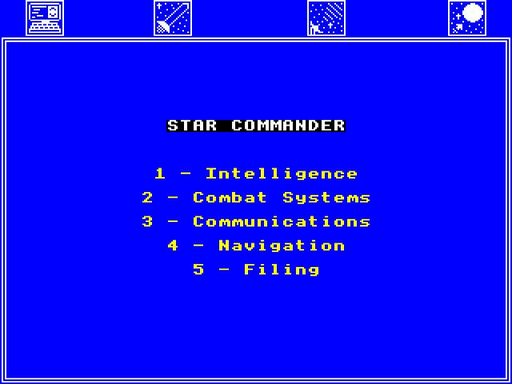 STAR COMMANDER
1 - Intelligence
2 - Combat Systems
3 - Communications
4 - Navigation
5 - Filing